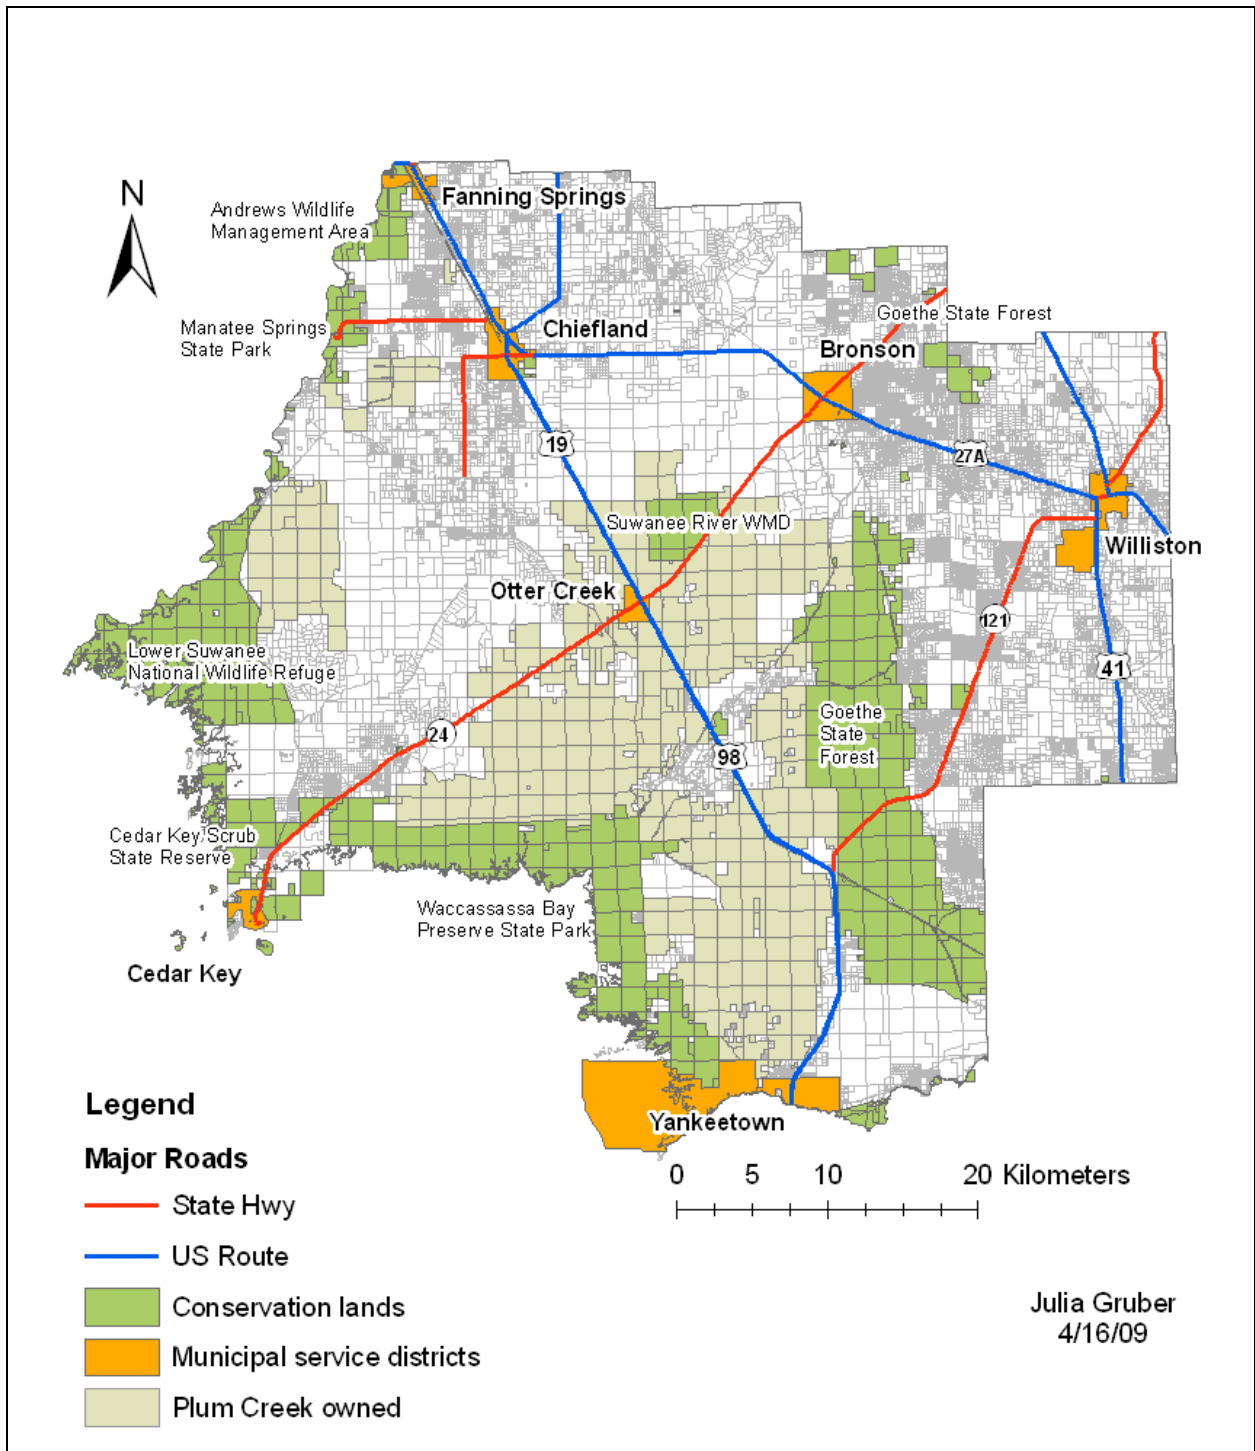 N
Fanning Springs
Andrews Wildlife
Management Area
Manatee Springs
State Park
Chiefland
Goethe State Forest
Bronson
19
27A
Suwanee River WMD
Williston
Otter Creek
121
Lower Suwanee
National Wildlife Refuge
41
Goethe
State
Forest
24
98
Cedar Key Scrub
State Reserve
Waccassassa Bay
Preserve State Park
Cedar Key
Yankeetown
0 5 10 20 Kilometers
Legend
Major Roads
State Hwy
US Route
Conservation lands
Municipal service districts
Plum Creek owned
Julia Gruber
4/16/09